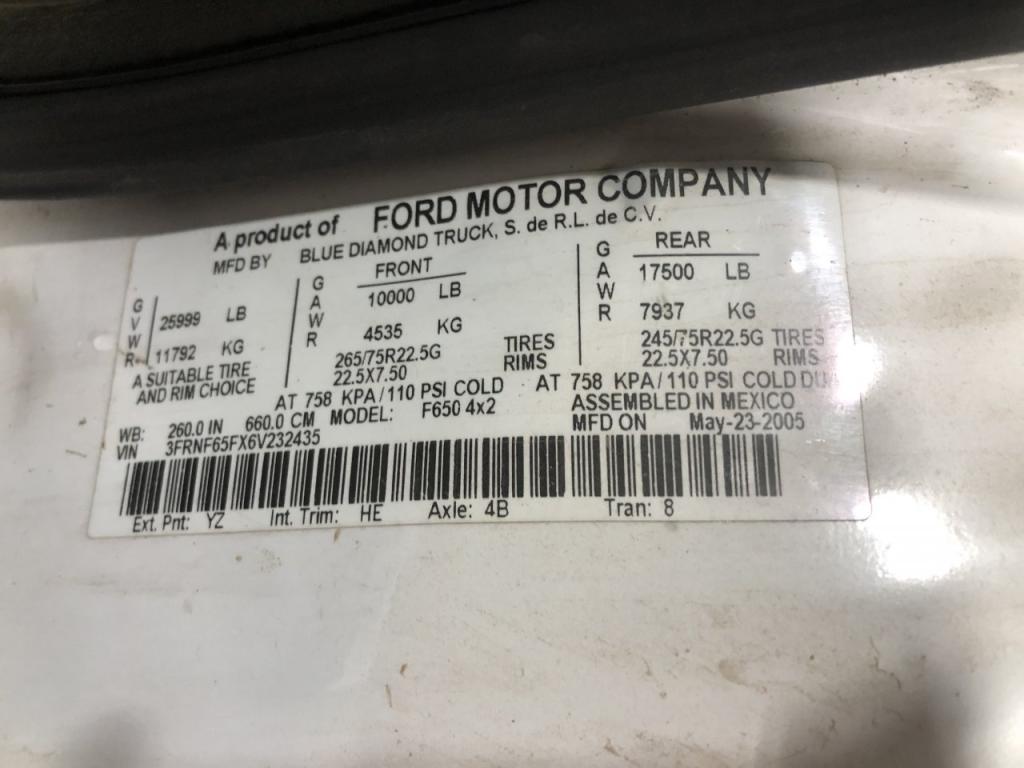 A product of FORD MOTOR COMPANY
MFD BY BLUE DIAMOND TRUCK, S. de R.L. de C.V.
GVWR 25999 LB
11792 KG
A SUITABLE TIRE
AND RIM CHOICE
GAWR FRONT
10000 LB
4535 KG
265/75R22.5G TIRES
22.5X7.50 RIMS
AT 758 KPA/110 PSI COLD
GAWR REAR
17500 LB
7937 KG
245/75R22.5G TIRES
22.5X7.50 RIMS
AT 758 KPA/110 PSI COLD
WB: 260.0 IN 660.0 CM MODEL: F650 4x2
ASSEMBLED IN MEXICO
VIN 3FRNF65FX6V232435
MFD ON May-23-2005
Ext. Pnt: YZ Int. Trim: HE Axle: 4B Tran: 8